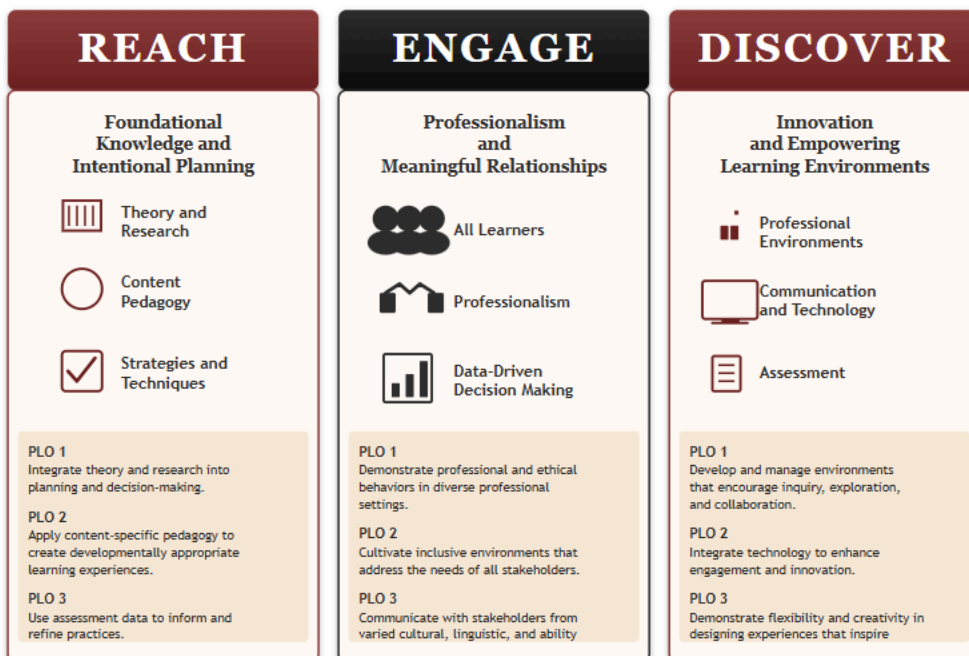 REACH
Foundational
Knowledge and
Intentional Planning
Theory and
Research
Content
Pedagogy
Strategies and
Techniques
PLO 1
Integrate theory and research into
planning and decision-making.
PLO 2
Apply content-specific pedagogy to
create developmentally appropriate
learning experiences.
PLO 3
Use assessment data to inform and
refine practices.
ENGAGE
Professionalism
and
Meaningful Relationships
All Learners
Professionalism
Data-Driven
Decision Making
PLO 1
Demonstrate professional and ethical
behaviors in diverse professional
settings.
PLO 2
Cultivate inclusive environments that
address the needs of all stakeholders.
PLO 3
Communicate with stakeholders from
varied cultural, linguistic, and ability
DISCOVER
Innovation
and Empowering
Learning Environments
Professional
Environments
Communication
and Technology
Assessment
PLO 1
Develop and manage environments
that encourage inquiry, exploration,
and collaboration.
PLO 2
Integrate technology to enhance
engagement and innovation.
PLO 3
Demonstrate flexibility and creativity in
designing experiences that inspire